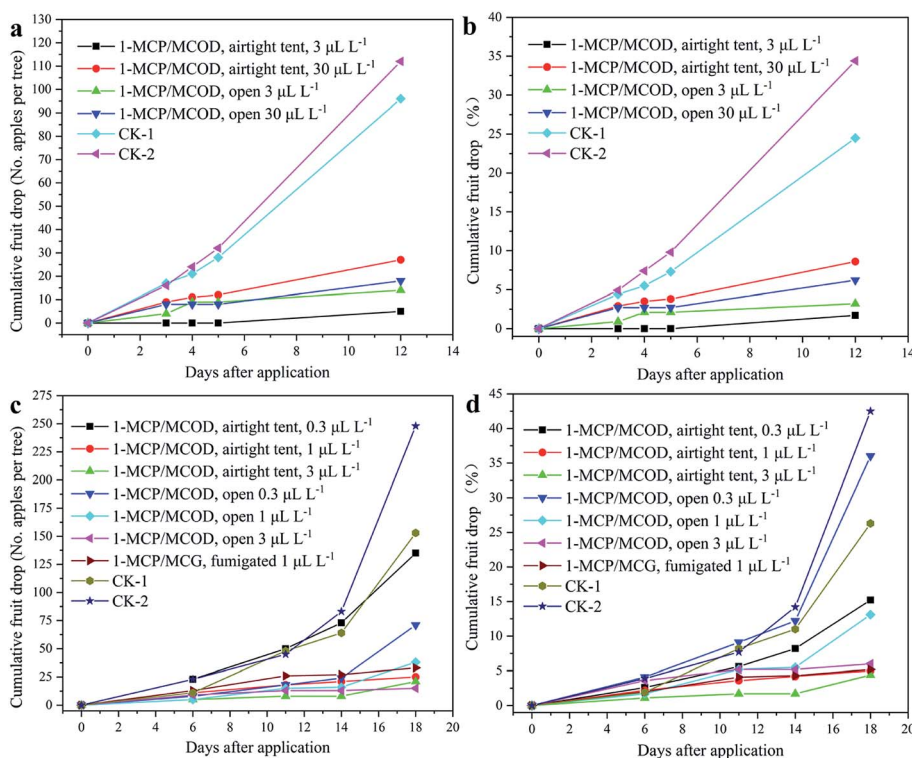 a
Cumulative fruit drop (No. apples per tree)
130
120
110
100
90
80
70
60
50
40
30
20
10
0
1-MCP/MCOD, airtight tent, 3 μL L⁻¹
1-MCP/MCOD, airtight tent, 30 μL L⁻¹
1-MCP/MCOD, open 3 μL L⁻¹
1-MCP/MCOD, open 30 μL L⁻¹
CK-1
CK-2
0 2 4 6 8 10 12 14
Days after application
b
Cumulative fruit drop (%)
40
35
30
25
20
15
10
5
0
1-MCP/MCOD, airtight tent, 3 μL L⁻¹
1-MCP/MCOD, airtight tent, 30 μL L⁻¹
1-MCP/MCOD, open 3 μL L⁻¹
1-MCP/MCOD, open 30 μL L⁻¹
CK-1
CK-2
0 2 4 6 8 10 12 14
Days after application
c
Cumulative fruit drop (No. apples per tree)
275
250
225
200
175
150
125
100
75
50
25
0
1-MCP/MCOD, airtight tent, 0.3 μL L⁻¹
1-MCP/MCOD, airtight tent, 1 μL L⁻¹
1-MCP/MCOD, airtight tent, 3 μL L⁻¹
1-MCP/MCOD, open 0.3 μL L⁻¹
1-MCP/MCOD, open 1 μL L⁻¹
1-MCP/MCOD, open 3 μL L⁻¹
1-MCP/MCG, fumigated 1 μL L⁻¹
CK-1
CK-2
0 2 4 6 8 10 12 14 16 18 20
Days after application
d
Cumulative fruit drop (%)
45
40
35
30
25
20
15
10
5
0
1-MCP/MCOD, airtight tent, 0.3 μL L⁻¹
1-MCP/MCOD, airtight tent, 1 μL L⁻¹
1-MCP/MCOD, airtight tent, 3 μL L⁻¹
1-MCP/MCOD, open 0.3 μL L⁻¹
1-MCP/MCOD, open 1 μL L⁻¹
1-MCP/MCOD, open 3 μL L⁻¹
1-MCP/MCG, fumigated 1 μL L⁻¹
CK-1
CK-2
0 2 4 6 8 10 12 14 16 18 20
Days after application